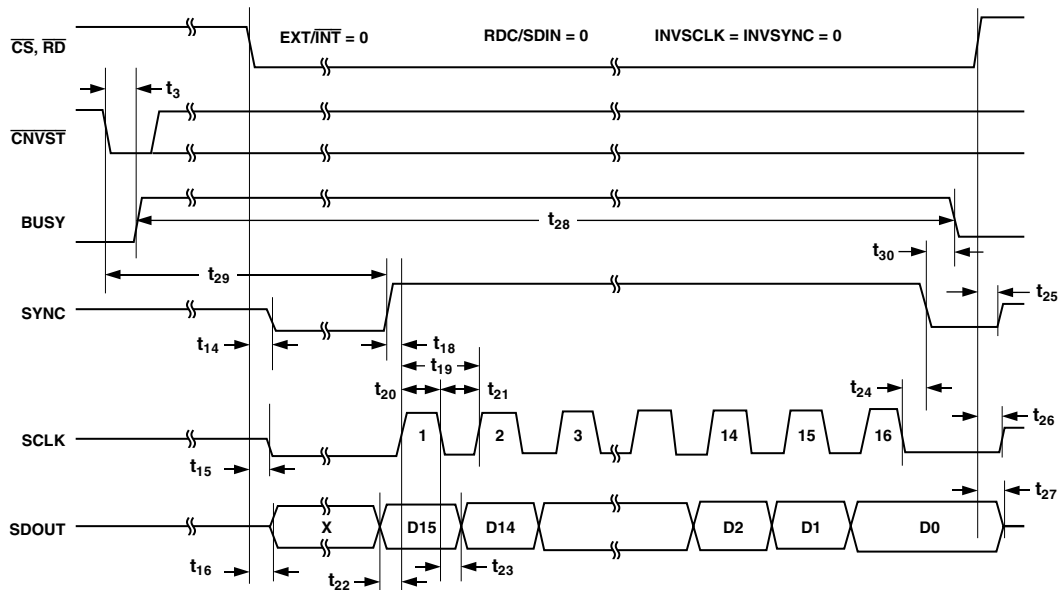 CS, RD
EXT/INT = 0
RDC/SDIN = 0
INVSCLK = INVSYNC = 0
t3
CNVST
BUSY
t28
t30
t29
t25
SYNC
t14
t18
t19
t20
t21
t24
t26
SCLK
1
2
3
14
15
16
t15
t27
SDOUT
X
D15
D14
D2
D1
D0
t16
t22
t23